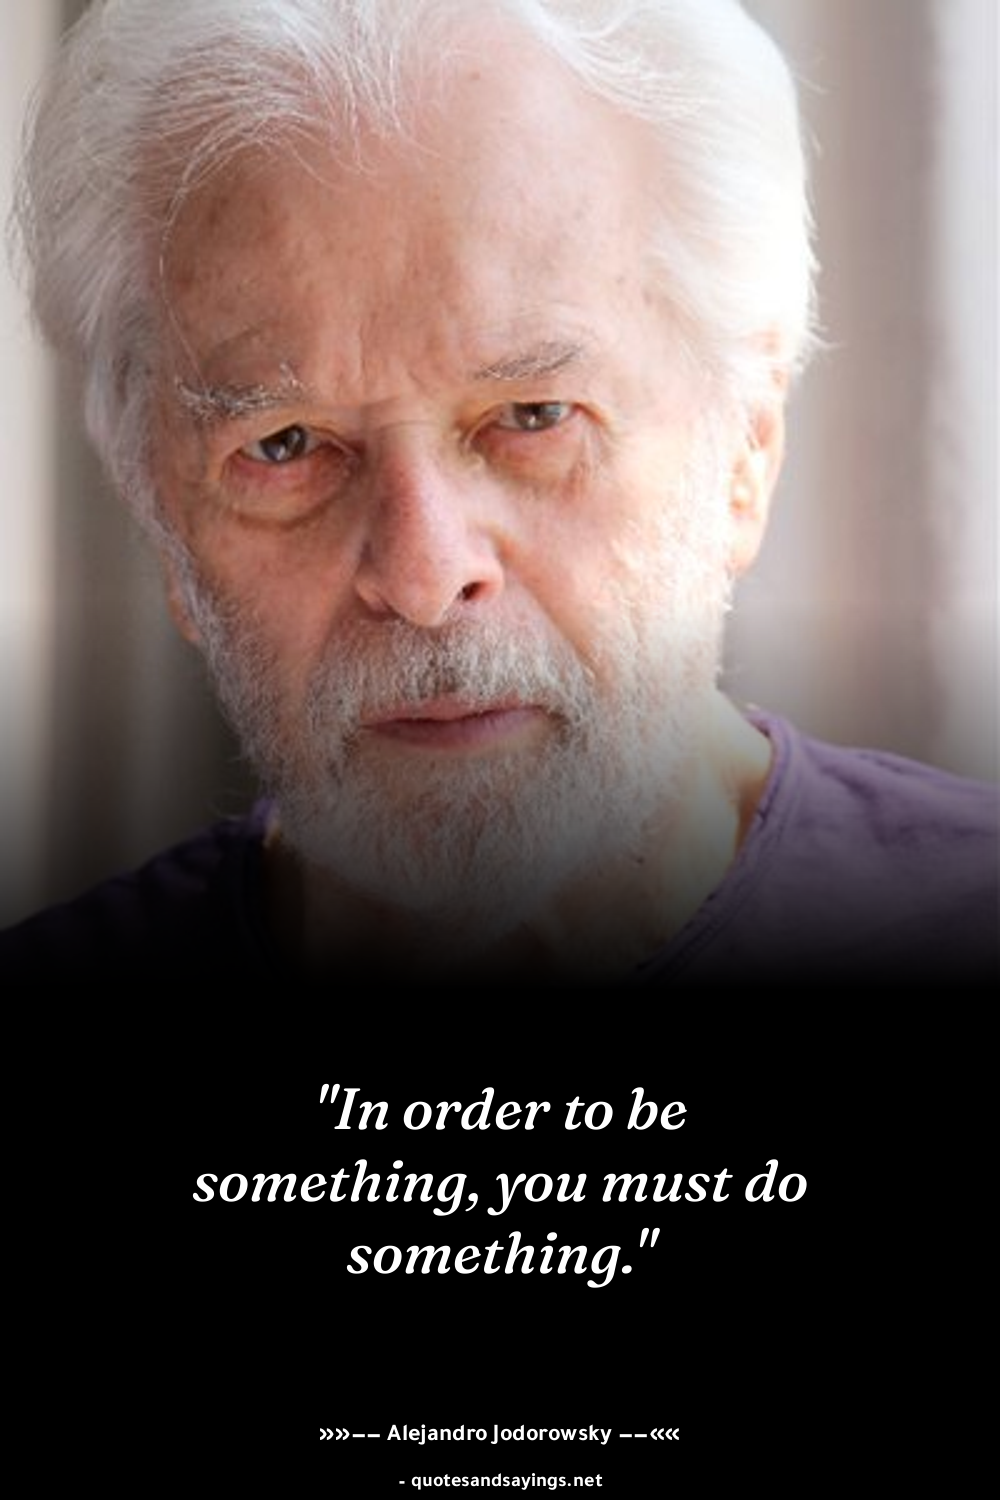 "In order to be
something, you must do
something."
»»—– Alejandro Jodorowsky —–««
- quotesandsayings.net